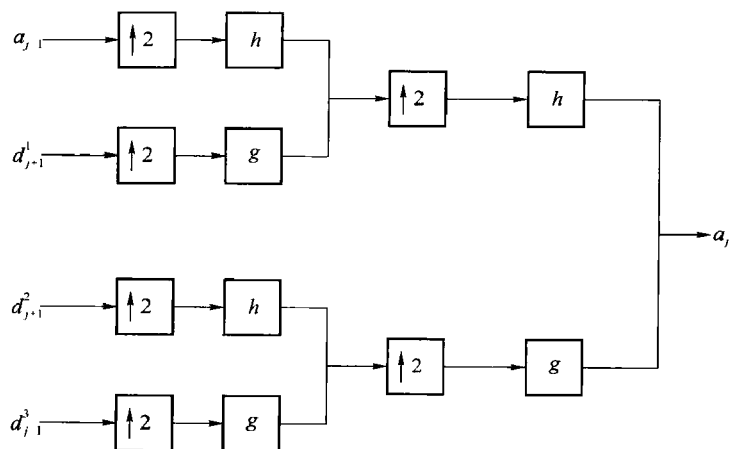 a_{j-1} ↑2 h
↑2 h
d^1_{j+1} ↑2 g
a_j
d^2_{j+1} ↑2 h
↑2 g
d^3_{j-1} ↑2 g